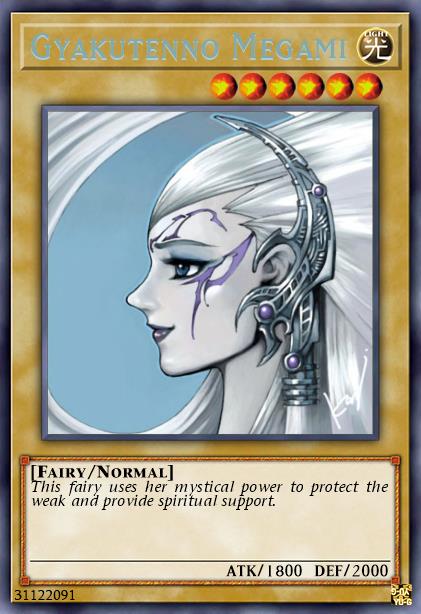 Gyakutenno Megami
LIGHT
光
[Fairy/Normal]
This fairy uses her mystical power to protect the
weak and provide spiritual support.
ATK/1800 DEF/2000
31122091